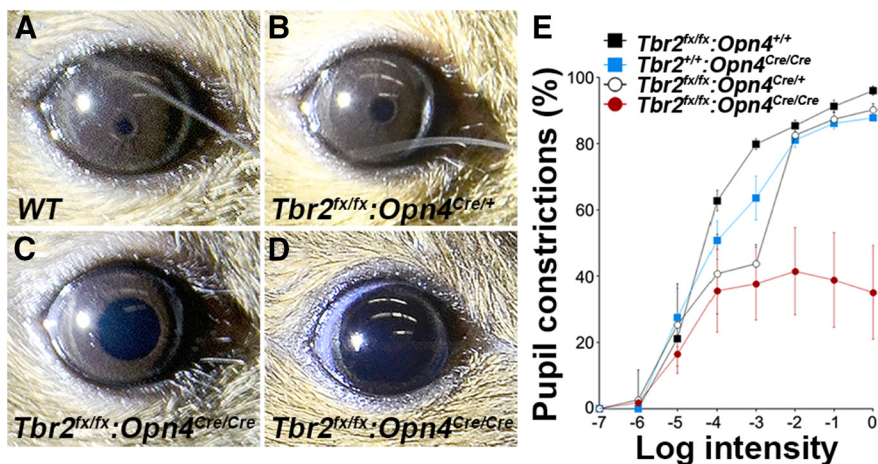 A
WT
B
Tbr2fx/fx:Opn4Cre/+
C
Tbr2fx/fx:Opn4Cre/Cre
D
Tbr2fx/fx:Opn4Cre/Cre
E
Tbr2fx/fx:Opn4+/+
Tbr2+/+:Opn4Cre/Cre
Tbr2fx/fx:Opn4Cre/+
Tbr2fx/fx:Opn4Cre/Cre
Pupil constrictions (%)
100
80
60
40
20
0
-7 -6 -5 -4 -3 -2 -1 0
Log intensity